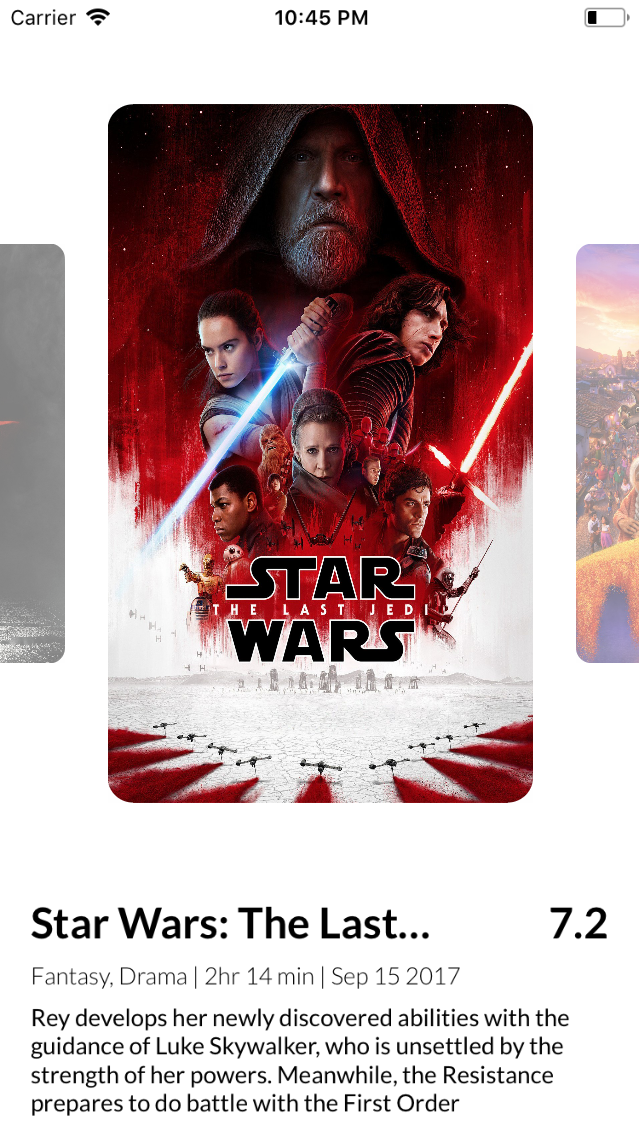 Carrier
10:45 PM
STAR
THE LAST JEDI
WARS
Star Wars: The Last...
7.2
Fantasy, Drama | 2hr 14 min | Sep 15 2017
Rey develops her newly discovered abilities with the
guidance of Luke Skywalker, who is unsettled by the
strength of her powers. Meanwhile, the Resistance
prepares to do battle with the First Order